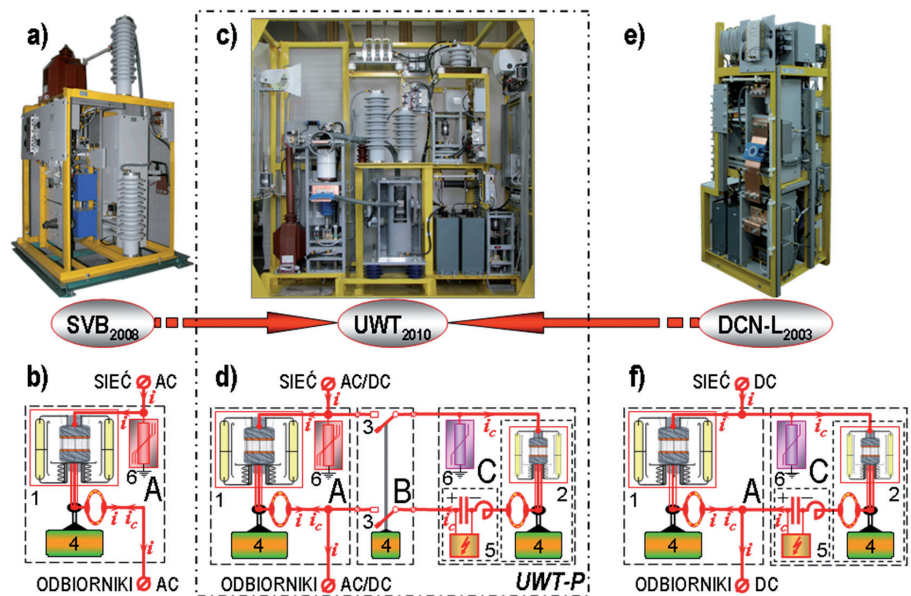 a)
c)
e)
SVB2008
UWT2010
DCN-L2003
b)
SIEĆ AC
i
6
A
1
i
ic
i
4
ODBIORNIKI AC
d)
SIEĆ AC/DC
i
3
ic
6
6
1
A
B
C
2
3
+ −
i
ic
i
ic
4
4
5
4
ODBIORNIKI AC/DC
UWT-P
f)
SIEĆ DC
i
ic
6
1
A
C
2
+ −
i
ic
i
ic
4
5
4
ODBIORNIKI DC